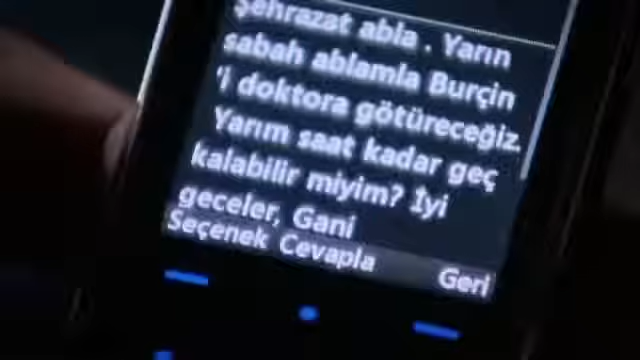 Şehrazat abla . Yarın
sabah ablamla Burçin
'i doktora götüreceğiz.
Yarım saat kadar geç
kalabilir miyim? İyi
geceler, Gani
Seçenek Cevapla Geri